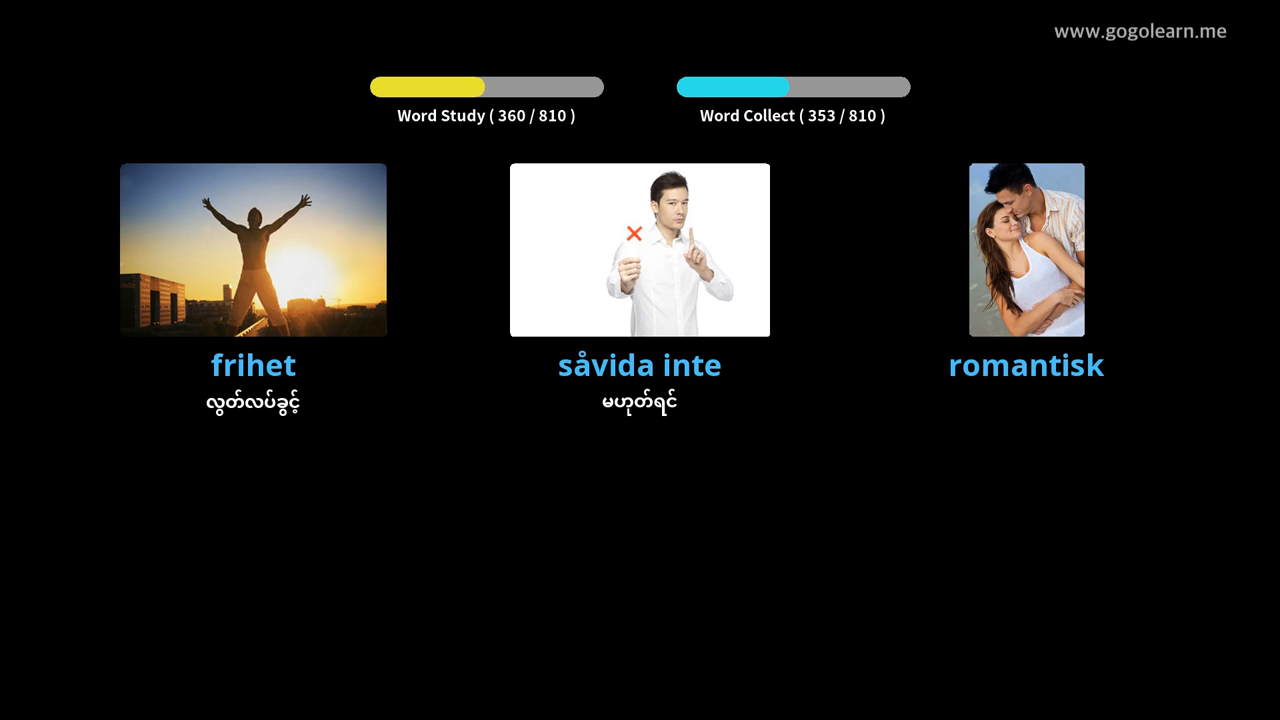 www.gogolearn.me
Word Study ( 360 / 810 )
Word Collect ( 353 / 810 )
frihet
လွတ်လပ်ခွင့်
såvida inte
မဟုတ်ရင်
romantisk